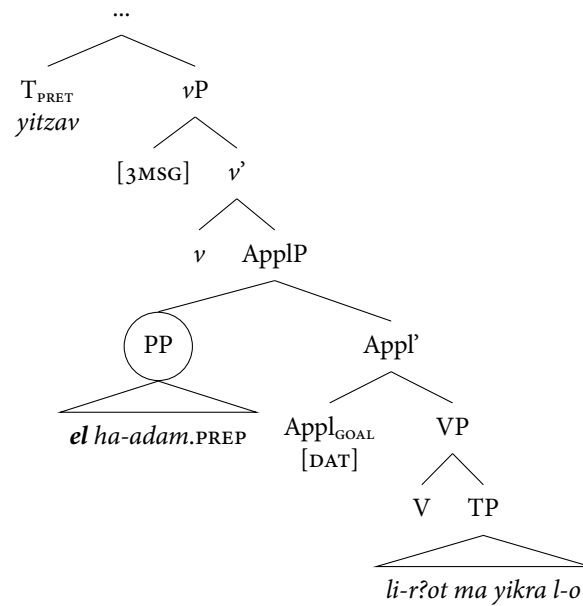 ...
T_PRET vP
yitzav
[3MSG] v’
v ApplP
PP Appl’
el ha-adam.PREP Appl_GOAL VP
[DAT]
V TP
li-r?ot ma yikra l-o